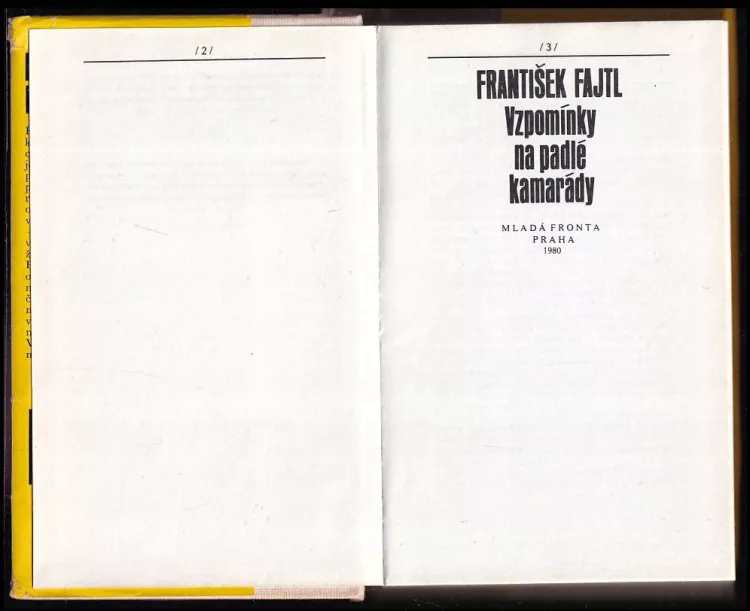 /2/
/3/
FRANTIŠEK FAJTL
Vzpomínky
na padlé
kamarády
MLADÁ FRONTA
PRAHA
1980